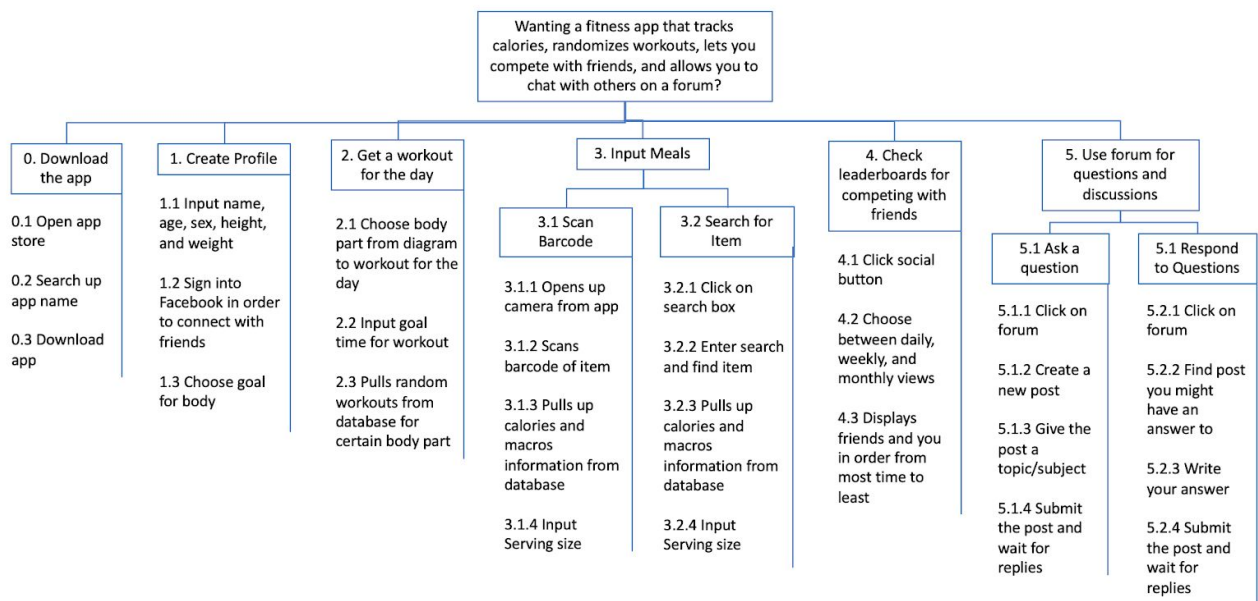 Wanting a fitness app that tracks
calories, randomizes workouts, lets you
compete with friends, and allows you to
chat with others on a forum?
0. Download
the app
0.1 Open app
store
0.2 Search up
app name
0.3 Download
app
1. Create Profile
1.1 Input name,
age, sex, height,
and weight
1.2 Sign into
Facebook in order
to connect with
friends
1.3 Choose goal
for body
2. Get a workout
for the day
2.1 Choose body
part from diagram
to workout for the
day
2.2 Input goal
time for workout
2.3 Pulls random
workouts from
database for
certain body part
3. Input Meals
3.1 Scan
Barcode
3.1.1 Opens up
camera from app
3.1.2 Scans
barcode of item
3.1.3 Pulls up
calories and
macros
information from
database
3.1.4 Input
Serving size
3.2 Search for
Item
3.2.1 Click on
search box
3.2.2 Enter search
and find item
3.2.3 Pulls up
calories and
macros
information from
database
3.2.4 Input
Serving size
4. Check
leaderboards for
competing with
friends
4.1 Click social
button
4.2 Choose
between daily,
weekly, and
monthly views
4.3 Displays
friends and you
in order from
most time to
least
5. Use forum for
questions and
discussions
5.1 Ask a
question
5.1.1 Click on
forum
5.1.2 Create a
new post
5.1.3 Give the
post a
topic/subject
5.1.4 Submit
the post and
wait for
replies
5.1 Respond
to Questions
5.2.1 Click on
forum
5.2.2 Find post
you might
have an
answer to
5.2.3 Write
your answer
5.2.4 Submit
the post and
wait for
replies